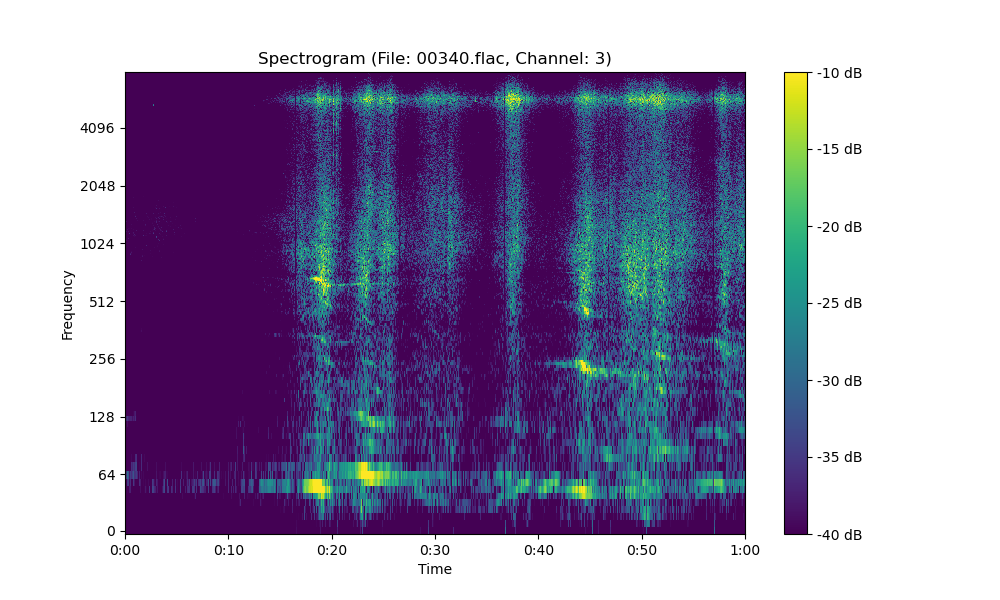 Spectrogram (File: 00340.flac, Channel: 3)
Frequency
4096
2048
1024
512
256
128
64
0
0:00 0:10 0:20 0:30 0:40 0:50 1:00
Time
-10 dB
-15 dB
-20 dB
-25 dB
-30 dB
-35 dB
-40 dB